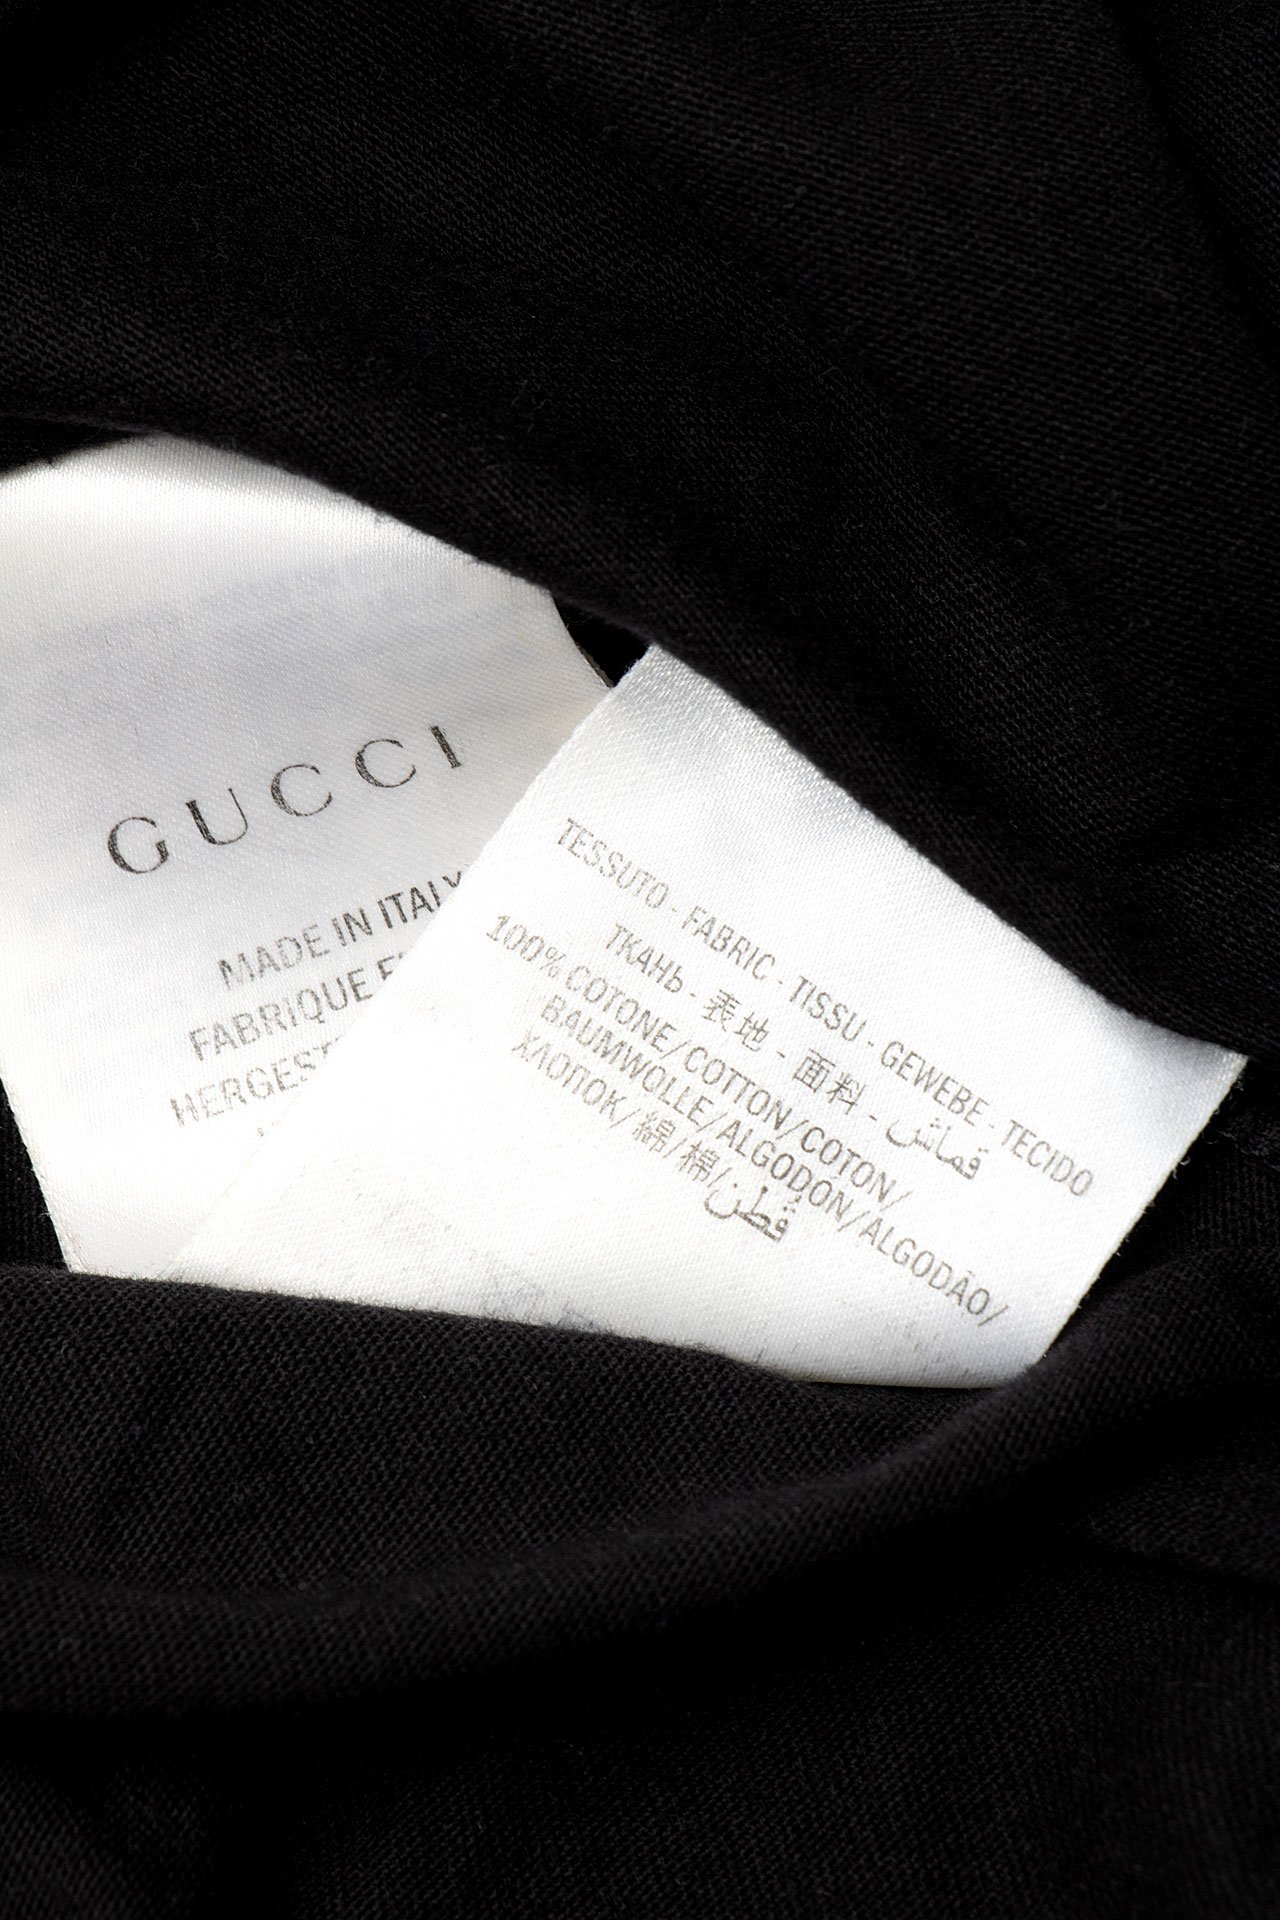 GUCCI
MADE IN ITALY
FABRIQUE
TESSUTO - FABRIC - TISSU - GEWEBE - TECIDO
ТКАНЬ - 表地 - 面料 - قماش
100% COTONE/COTTON/COTON/
BAUMWOLLE/ALGODON/ALGODÃO/
ХЛОПОК/綿/棉/قطن